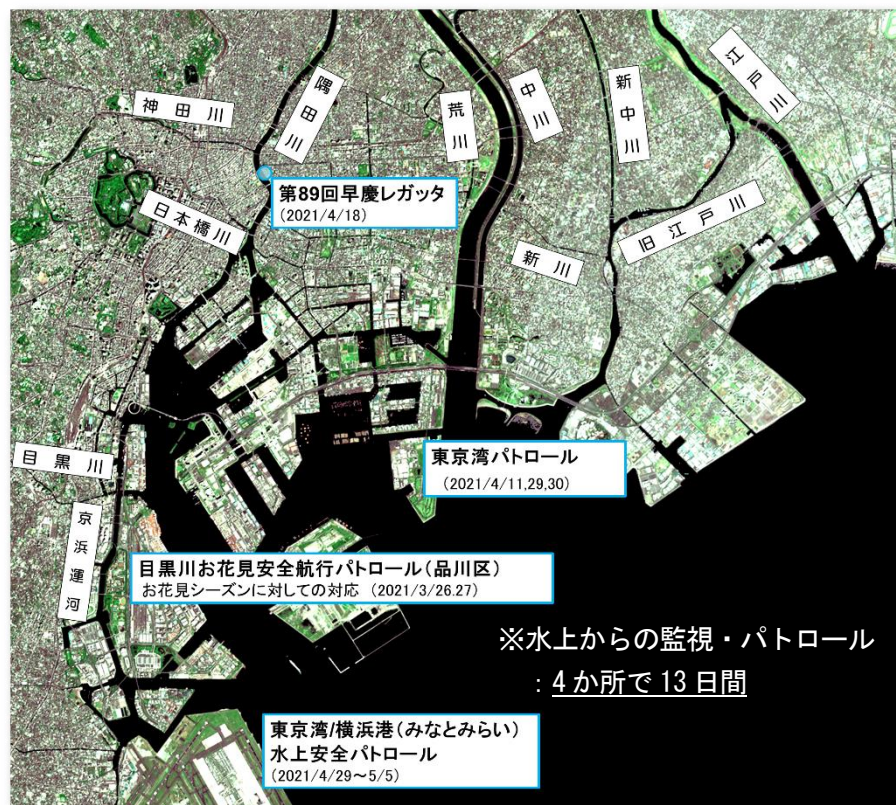 神田川
隅田川
荒川
中川
新中川
江戸川
第89回早慶レガッタ
(2021/4/18)
日本橋川
旧江戸川
新川
東京湾パトロール
(2021/4/11,29,30)
目黒川
京浜運河
目黒川お花見安全航行パトロール(品川区)
お花見シーズンに対しての対応 (2021/3/26.27)
※水上からの監視・パトロール
:4か所で13日間
東京湾/横浜港(みなとみらい)
水上安全パトロール
(2021/4/29～5/5)